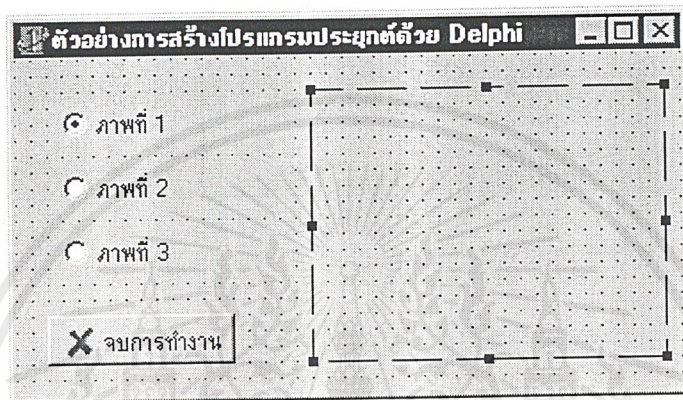 ตัวอย่างการสร้างโปรแกรมประยุกต์ด้วย Delphi
ภาพที่ 1
ภาพที่ 2
ภาพที่ 3
จบการทำงาน